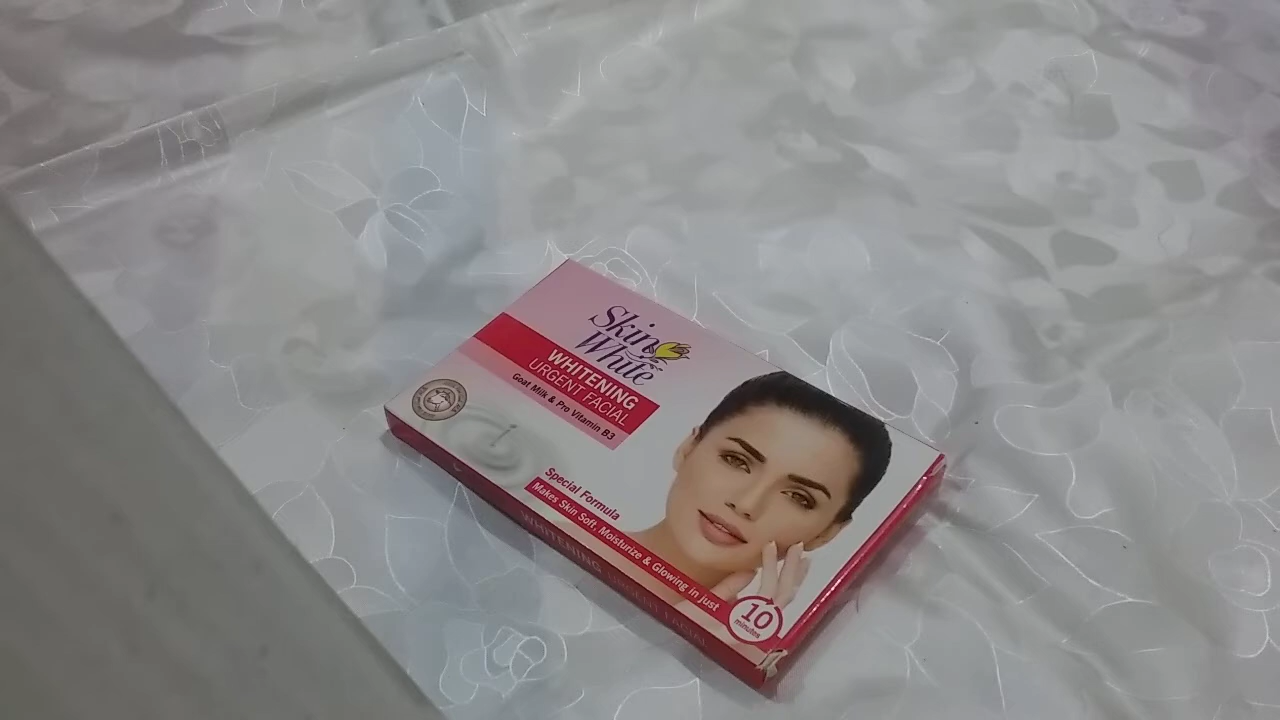 Skin
White
WHITENING
URGENT FACIAL
Goat Milk & Pro Vitamin B3
Special Formula
Makes Skin Soft, Moisturize & Glowing in just
10
minutes
WHITENING URGENT FACIAL